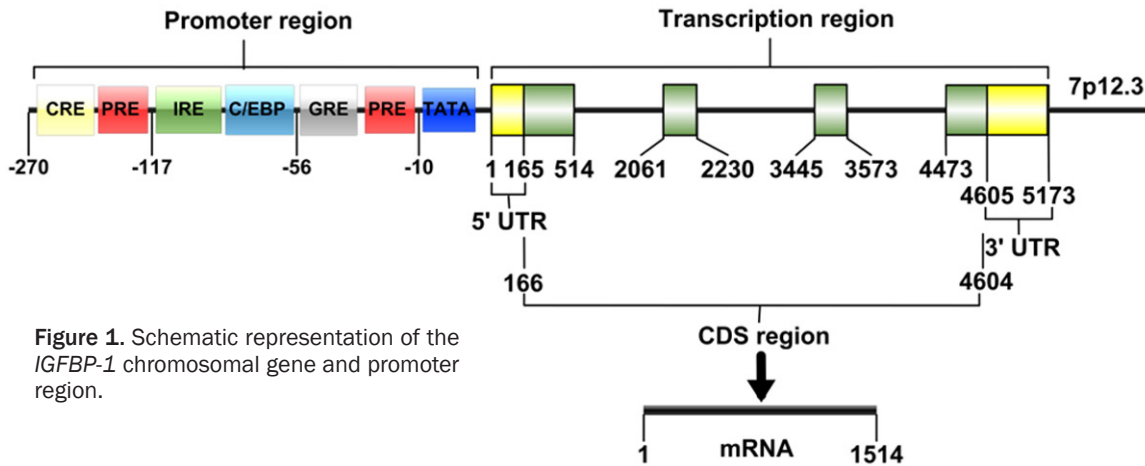 Promoter region
Transcription region
CRE PRE IRE C/EBP GRE PRE TATA
7p12.3
-270 -117 -56 -10 1 165 514 2061 2230 3445 3573 4473
4605 5173
5' UTR
3' UTR
166 4604
CDS region
1 mRNA 1514
Figure 1. Schematic representation of the
IGFBP-1 chromosomal gene and promoter
region.